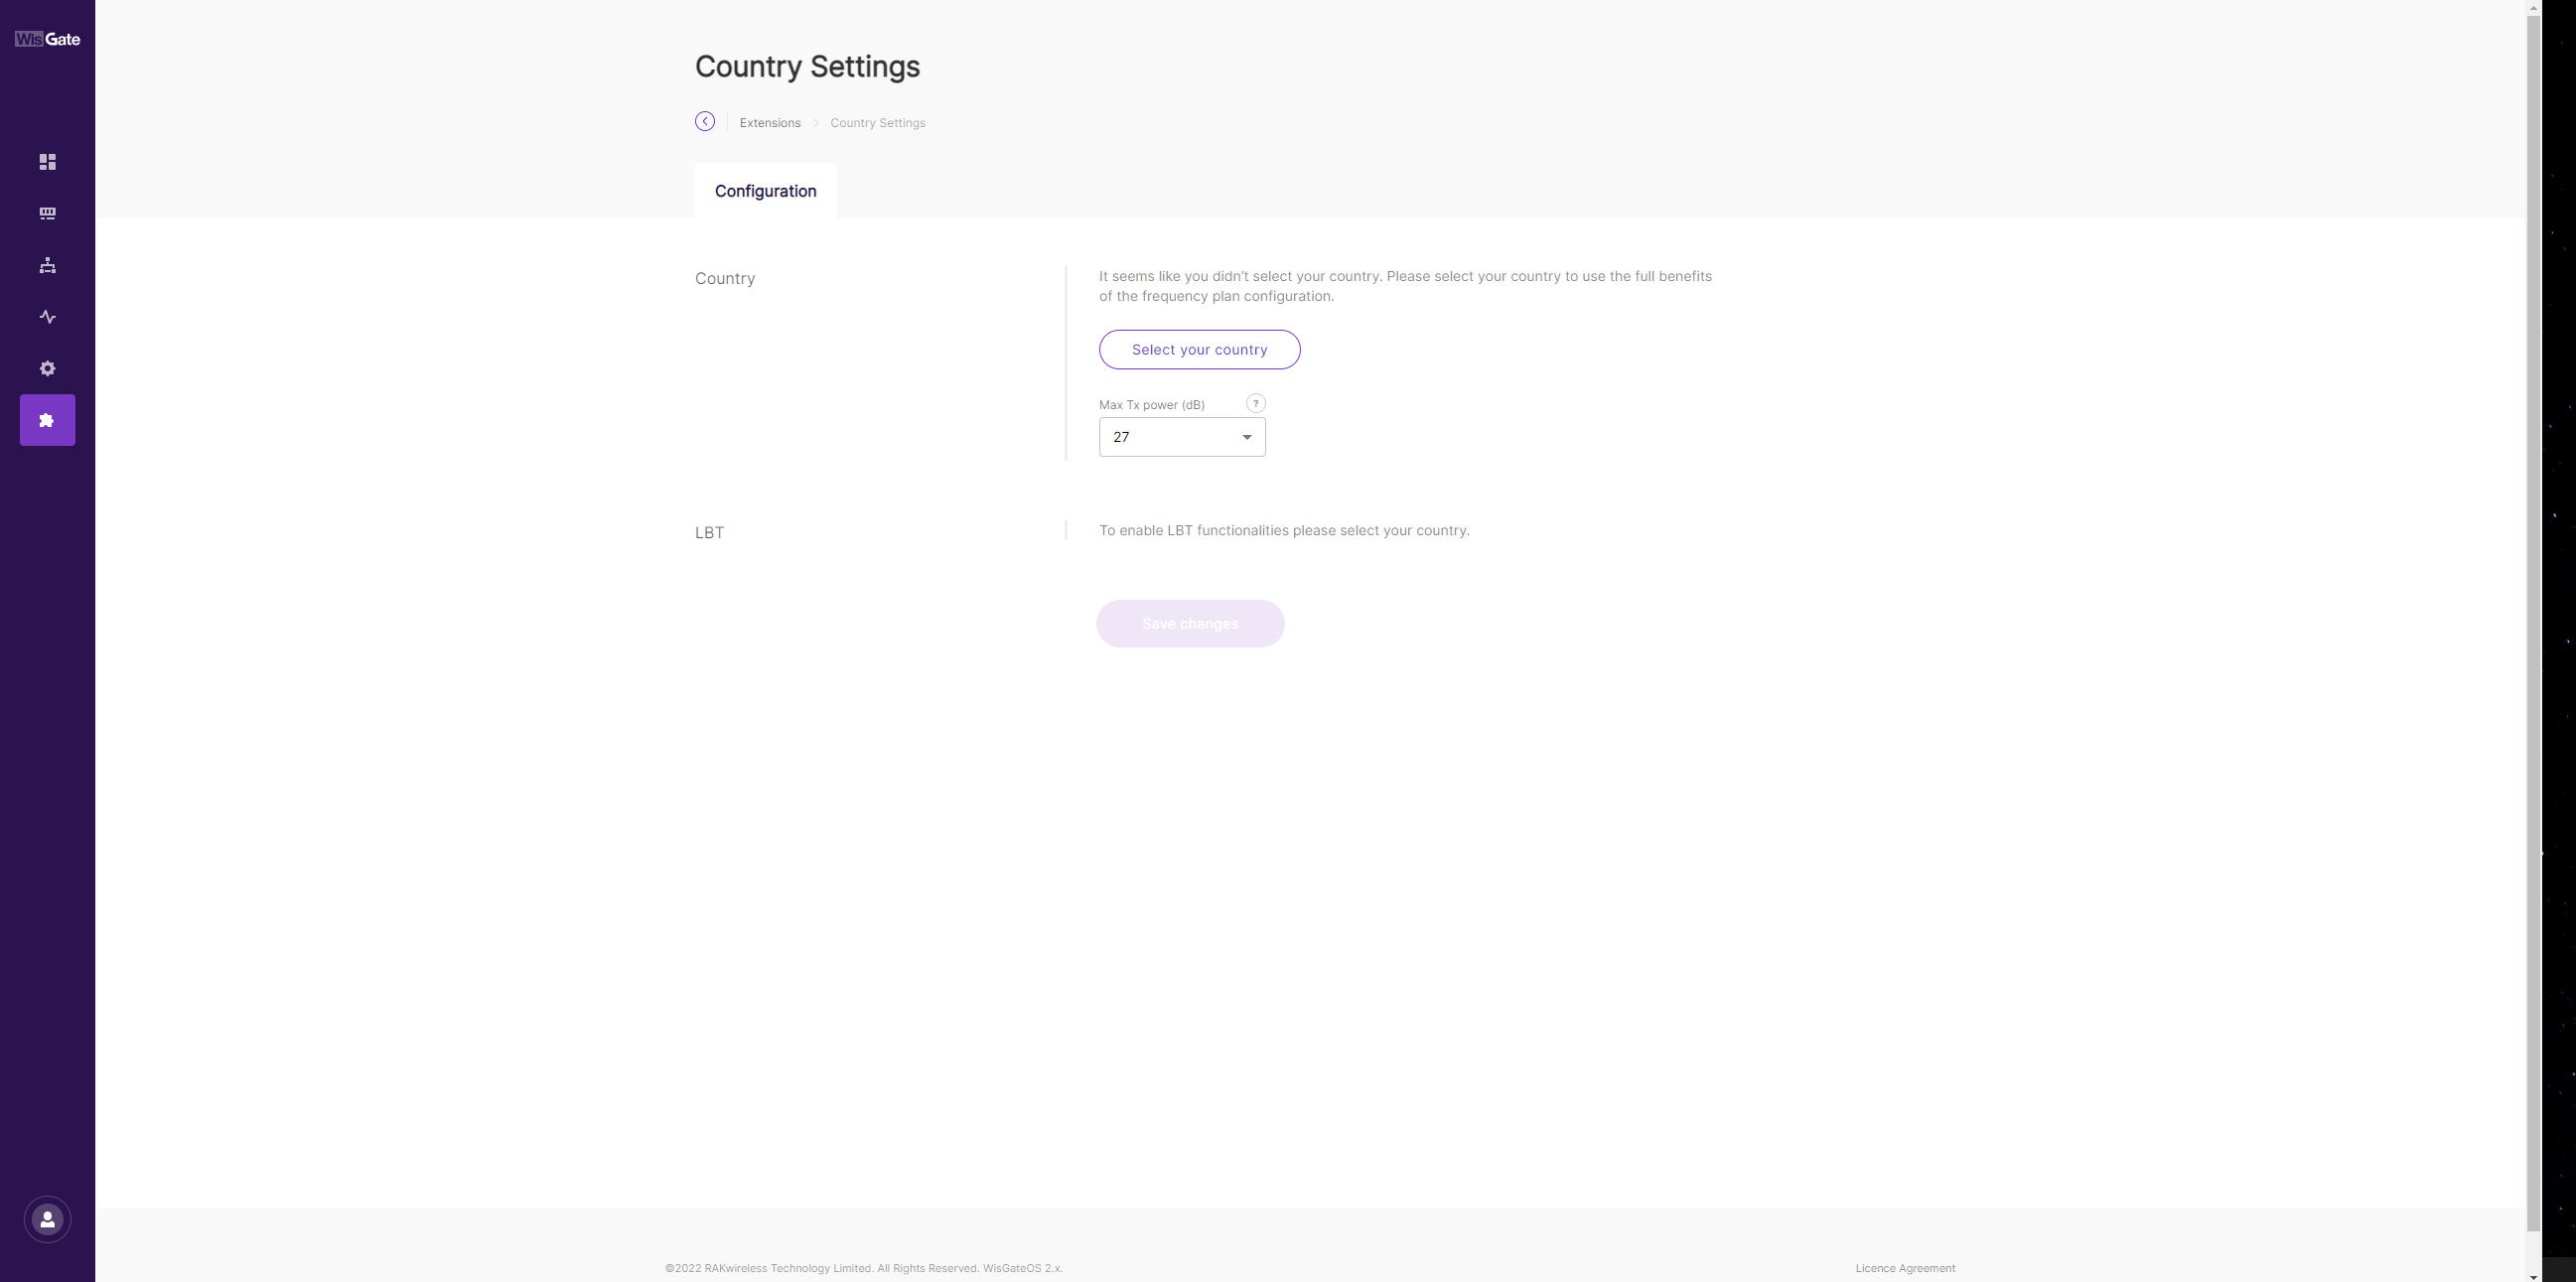 WisGate
Country Settings
Extensions
Country Settings
Configuration
Country
It seems like you didn't select your country. Please select your country to use the full benefits
of the frequency plan configuration.
Select your country
Max Tx power (dB)
?
27
LBT
To enable LBT functionalities please select your country.
Save changes
©2022 RAKwireless Technology Limited. All Rights Reserved. WisGateOS 2.x.
Licence Agreement